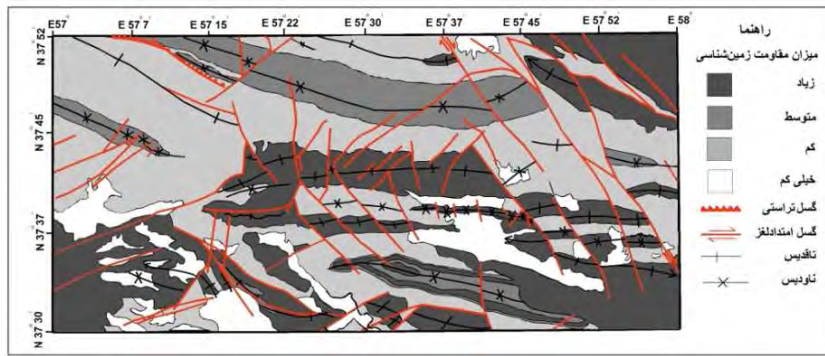 E 57° E 57° 7' E 57° 15' E 57° 22' E 57° 30' E 57° 37' E 57° 45' E 57° 52' E 58°
N 37° 52'
N 37° 45'
N 37° 37'
N 37° 30'
راهنما
میزان مقاومت زمین‌شناسی
زیاد
متوسط
کم
خیلی کم
گسل تراستی
گسل امتدادلغز
تاقدیس
ناودیس